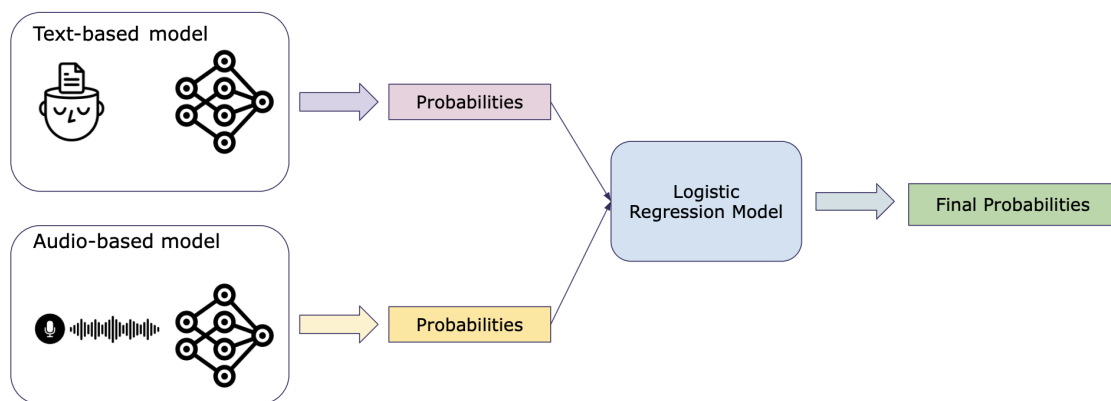 Text-based model
Probabilities
Audio-based model
Probabilities
Logistic
Regression Model
Final Probabilities